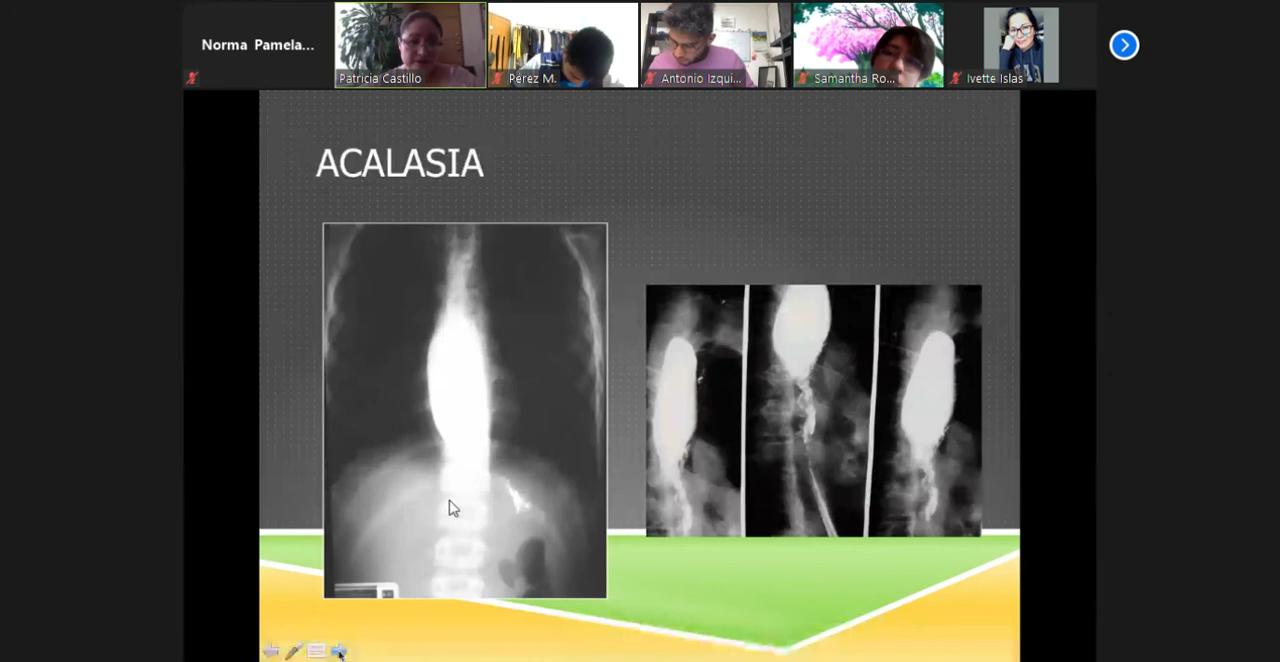 Norma Pamela...
Patricia Castillo
Pérez M.
Antonio Izqui...
Samantha Ro...
Ivette Islas
ACALASIA